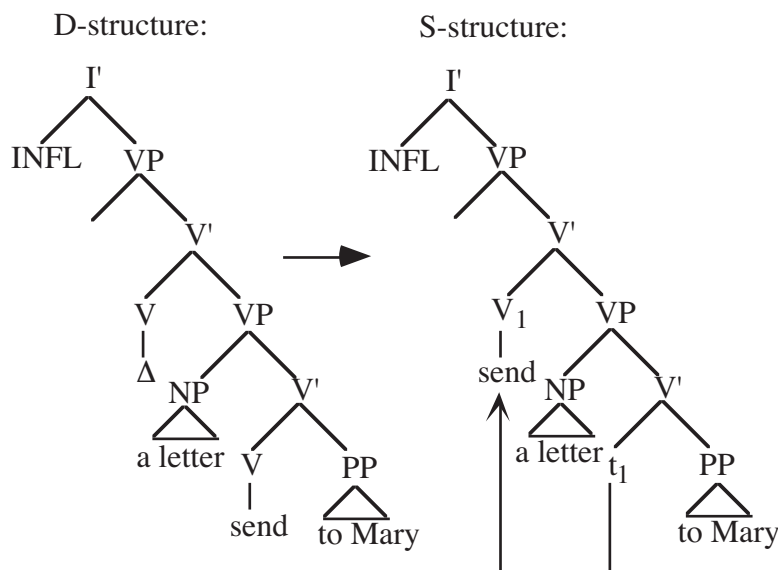 D-structure: S-structure:
I' I'
INFL VP INFL VP
V' V'
V VP V₁ VP
Δ NP V' send NP V'
a letter V PP a letter t₁ PP
send to Mary to Mary